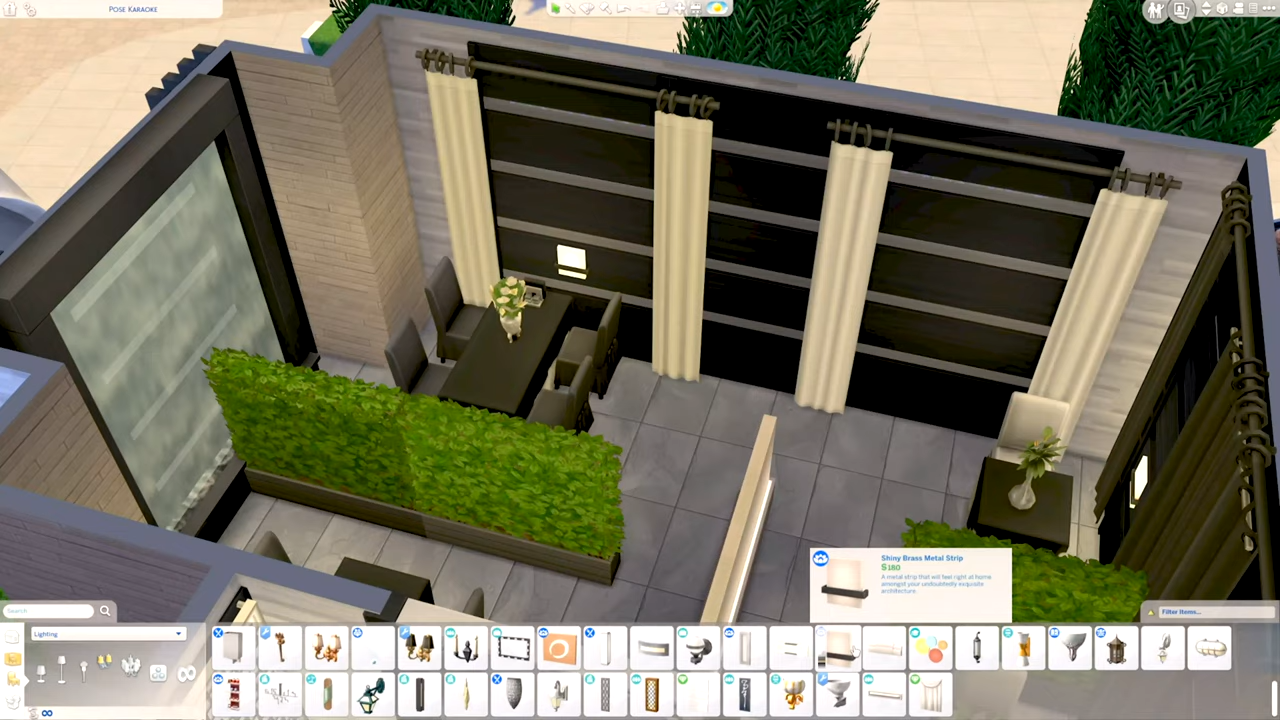 Pose Karaoke
Shiny Brass Metal Strip
§180
A metal strip that will feel right at home
amongst your undoubtedly exquisite
architecture.
Search
Filter Items...
Lighting